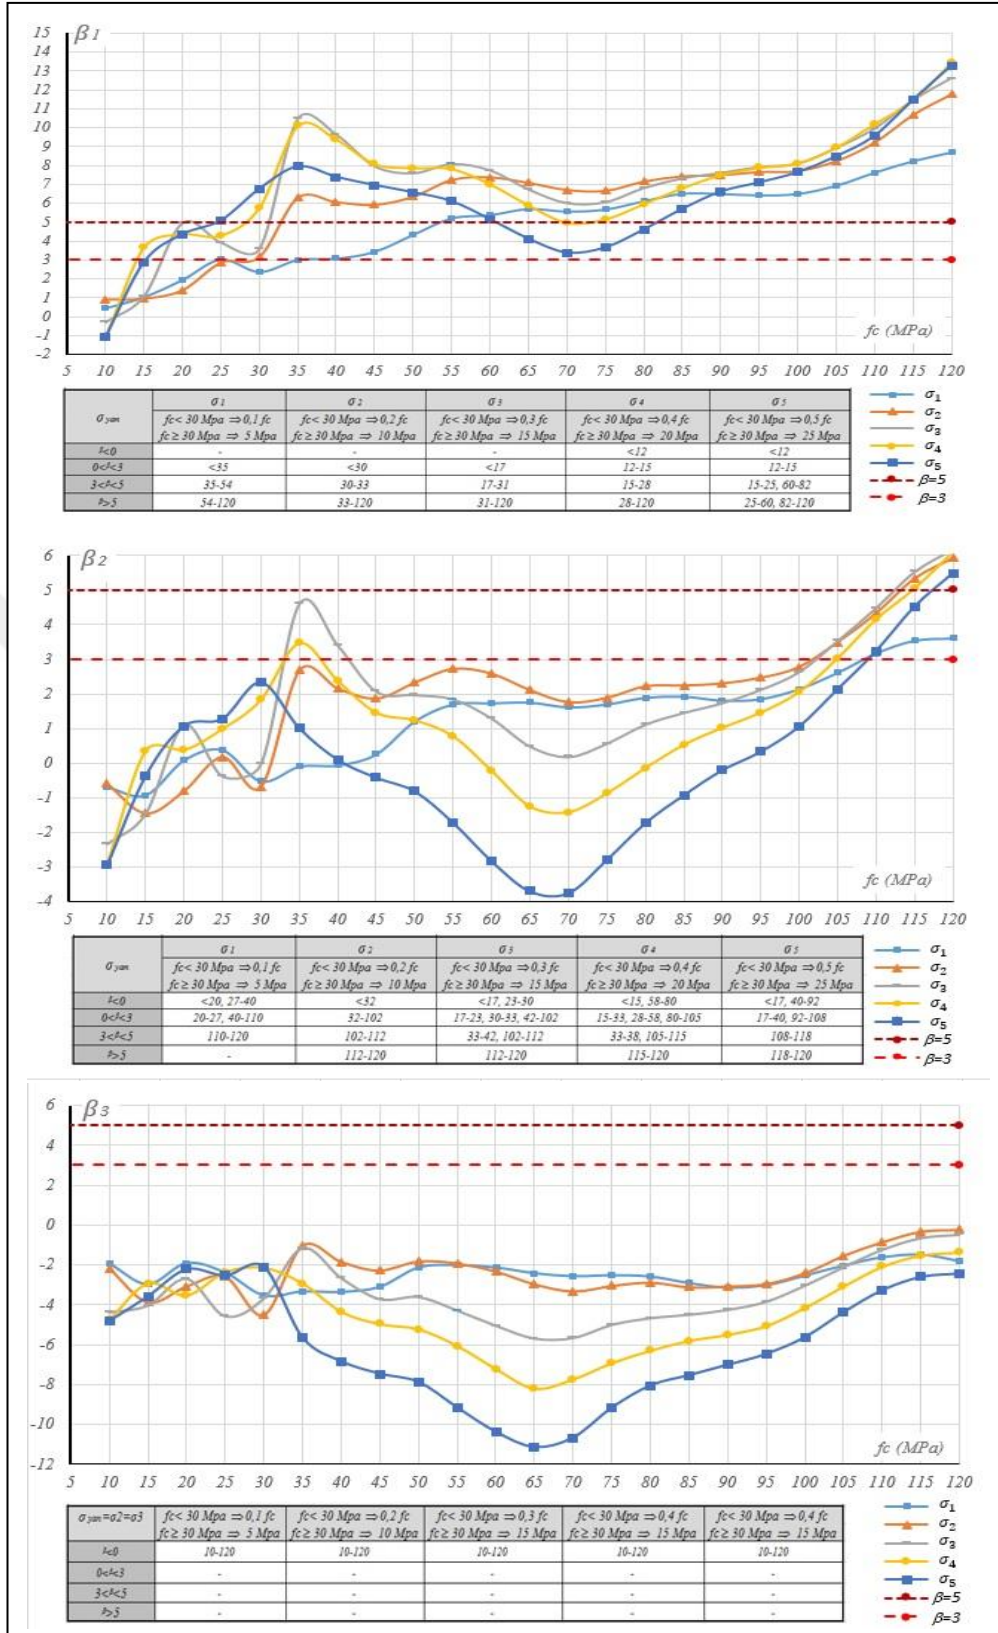 β1
15
14
13
12
11
10
9
8
7
6
5
4
3
2
1
0
-1
-2
fc (MPa)
5 10 15 20 25 30 35 40 45 50 55 60 65 70 75 80 85 90 95 100 105 110 115 120
σ yan σ1 σ2 σ3 σ4 σ5
fc< 30 Mpa ⇒0,1 fc fc< 30 Mpa ⇒0,2 fc fc< 30 Mpa ⇒0,3 fc fc< 30 Mpa ⇒0,4 fc fc< 30 Mpa ⇒0,5 fc
fc ≥ 30 Mpa ⇒ 5 Mpa fc ≥ 30 Mpa ⇒ 10 Mpa fc ≥ 30 Mpa ⇒ 15 Mpa fc ≥ 30 Mpa ⇒ 20 Mpa fc ≥ 30 Mpa ⇒ 25 Mpa
β<0 - - - <12 <12
0<β<3 <35 <30 <17 12-15 12-15
3<β<5 35-54 30-33 17-31 15-28 15-25, 60-82
β>5 54-120 33-120 31-120 28-120 25-60, 82-120
σ1
σ2
σ3
σ4
σ5
β=5
β=3
β2
6
5
4
3
2
1
0
-1
-2
-3
-4
fc (MPa)
5 10 15 20 25 30 35 40 45 50 55 60 65 70 75 80 85 90 95 100 105 110 115 120
σ yan σ1 σ2 σ3 σ4 σ5
fc< 30 Mpa ⇒0,1 fc fc< 30 Mpa ⇒0,2 fc fc< 30 Mpa ⇒0,3 fc fc< 30 Mpa ⇒0,4 fc fc< 30 Mpa ⇒0,5 fc
fc ≥ 30 Mpa ⇒ 5 Mpa fc ≥ 30 Mpa ⇒ 10 Mpa fc ≥ 30 Mpa ⇒ 15 Mpa fc ≥ 30 Mpa ⇒ 20 Mpa fc ≥ 30 Mpa ⇒ 25 Mpa
β<0 <20, 27-40 <32 <17, 23-30 <15, 58-80 <17, 40-92
0<β<3 20-27, 40-110 32-102 17-23, 30-33, 42-102 15-33, 28-58, 80-105 17-40, 92-108
3<β<5 110-120 102-112 33-42, 102-112 33-38, 105-115 108-118
β>5 - 112-120 112-120 115-120 118-120
σ1
σ2
σ3
σ4
σ5
β=5
β=3
β3
6
4
2
0
-2
-4
-6
-8
-10
-12
fc (MPa)
5 10 15 20 25 30 35 40 45 50 55 60 65 70 75 80 85 90 95 100 105 110 115 120
σyan=σ2=σ3 fc< 30 Mpa ⇒0,1 fc fc< 30 Mpa ⇒0,2 fc fc< 30 Mpa ⇒0,3 fc fc< 30 Mpa ⇒0,4 fc fc< 30 Mpa ⇒0,4 fc
fc ≥ 30 Mpa ⇒ 5 Mpa fc ≥ 30 Mpa ⇒ 10 Mpa fc ≥ 30 Mpa ⇒ 15 Mpa fc ≥ 30 Mpa ⇒ 15 Mpa fc ≥ 30 Mpa ⇒ 15 Mpa
β<0 10-120 10-120 10-120 10-120 10-120
0<β<3 - - - - -
3<β<5 - - - - -
β>5 - - - - -
σ1
σ2
σ3
σ4
σ5
β=5
β=3